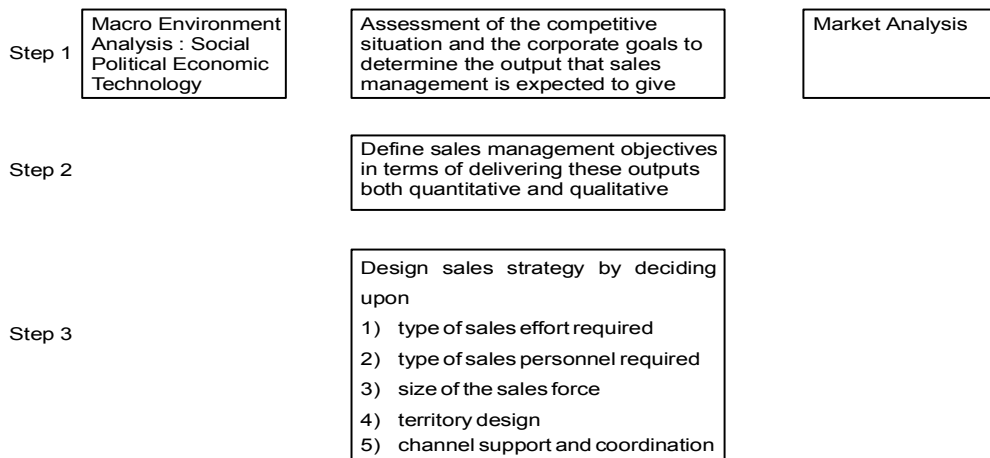 Step 1
Macro Environment
Analysis : Social
Political Economic
Technology
Assessment of the competitive
situation and the corporate goals to
determine the output that sales
management is expected to give
Market Analysis
Step 2
Define sales management objectives
in terms of delivering these outputs
both quantitative and qualitative
Step 3
Design sales strategy by deciding
upon
1) type of sales effort required
2) type of sales personnel required
3) size of the sales force
4) territory design
5) channel support and coordination